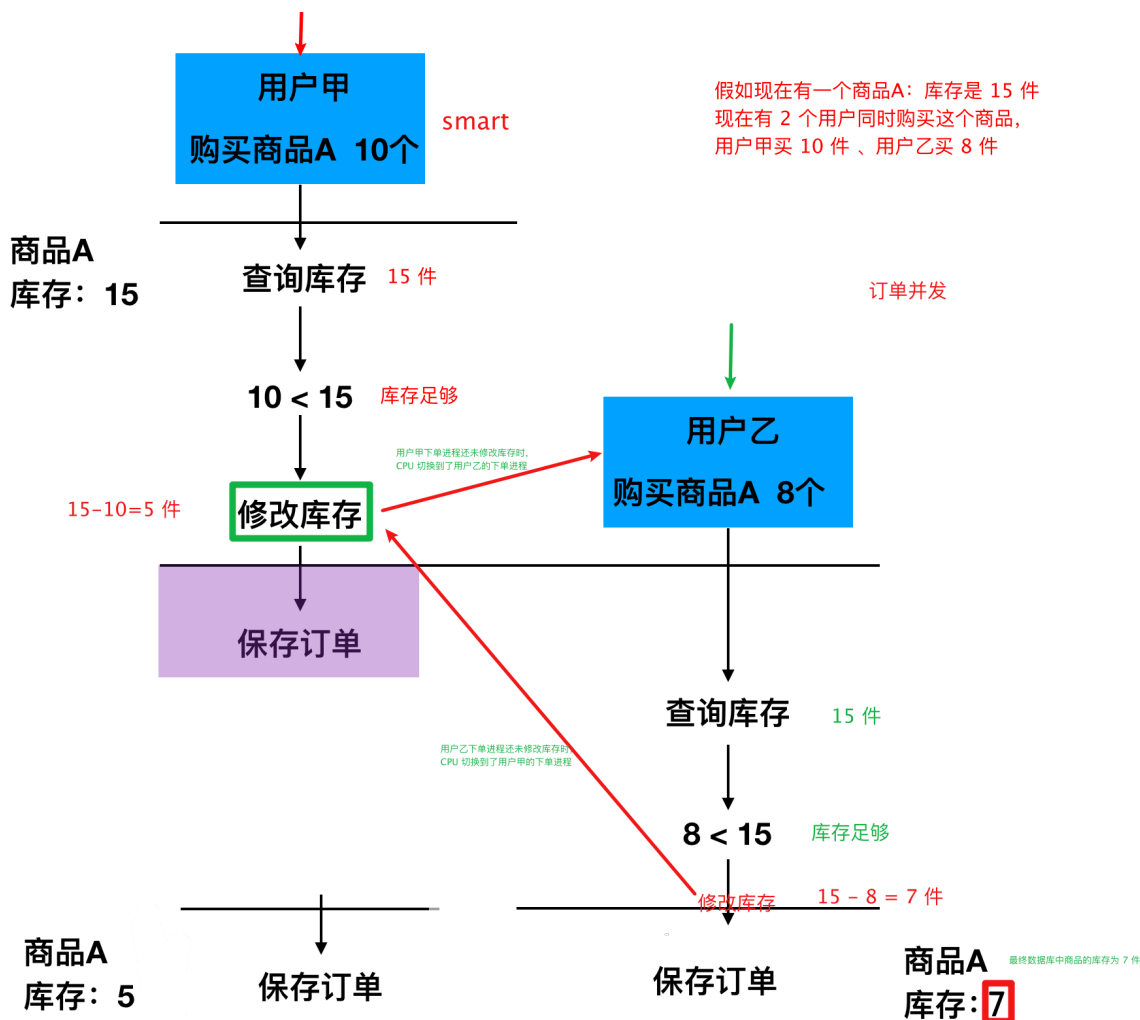 用户甲
购买商品A 10个
smart
假如现在有一个商品A：库存是 15 件
现在有 2 个用户同时购买这个商品，
用户甲买 10 件 、用户乙买 8 件
商品A
库存：15
查询库存
15 件
订单并发
10 < 15
库存足够
用户甲下单进程还未修改库存时，
CPU 切换到了用户乙的下单进程
用户乙
购买商品A 8个
15-10=5 件
修改库存
保存订单
查询库存
15 件
用户乙下单进程还未修改库存时，
CPU 切换到了用户甲的下单进程
8 < 15
库存足够
修改库存
15 - 8 = 7 件
商品A
库存：5
保存订单
保存订单
商品A
库存:7
最终数据库中商品的库存为 7 件